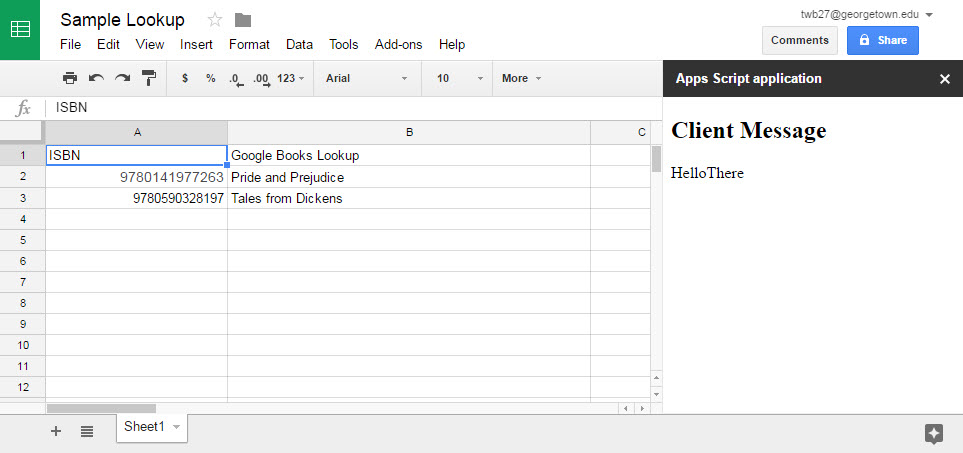 Sample Lookup
twb27@georgetown.edu
File Edit View Insert Format Data Tools Add-ons Help
Comments Share
$ % .0 .00 123 Arial 10 More
Apps Script application ×
fx ISBN
A B C
1 ISBN Google Books Lookup
2 9780141977263 Pride and Prejudice
3 9780590328197 Tales from Dickens
4
5
6
7
8
9
10
11
12
Client Message
HelloThere
+ Sheet1